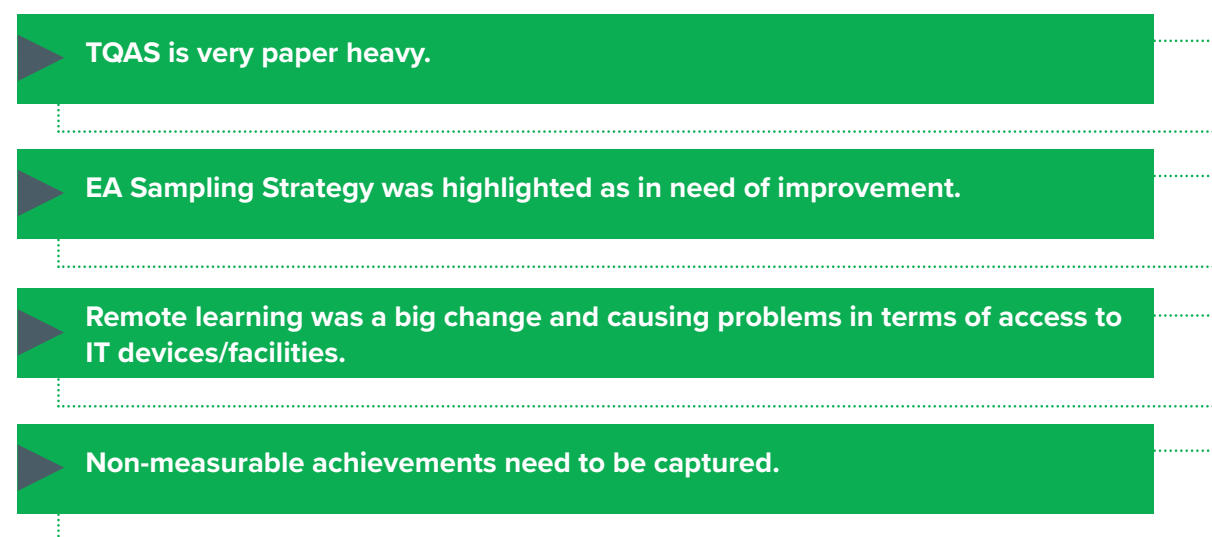 TQAS is very paper heavy.
EA Sampling Strategy was highlighted as in need of improvement.
Remote learning was a big change and causing problems in terms of access to
IT devices/facilities.
Non-measurable achievements need to be captured.